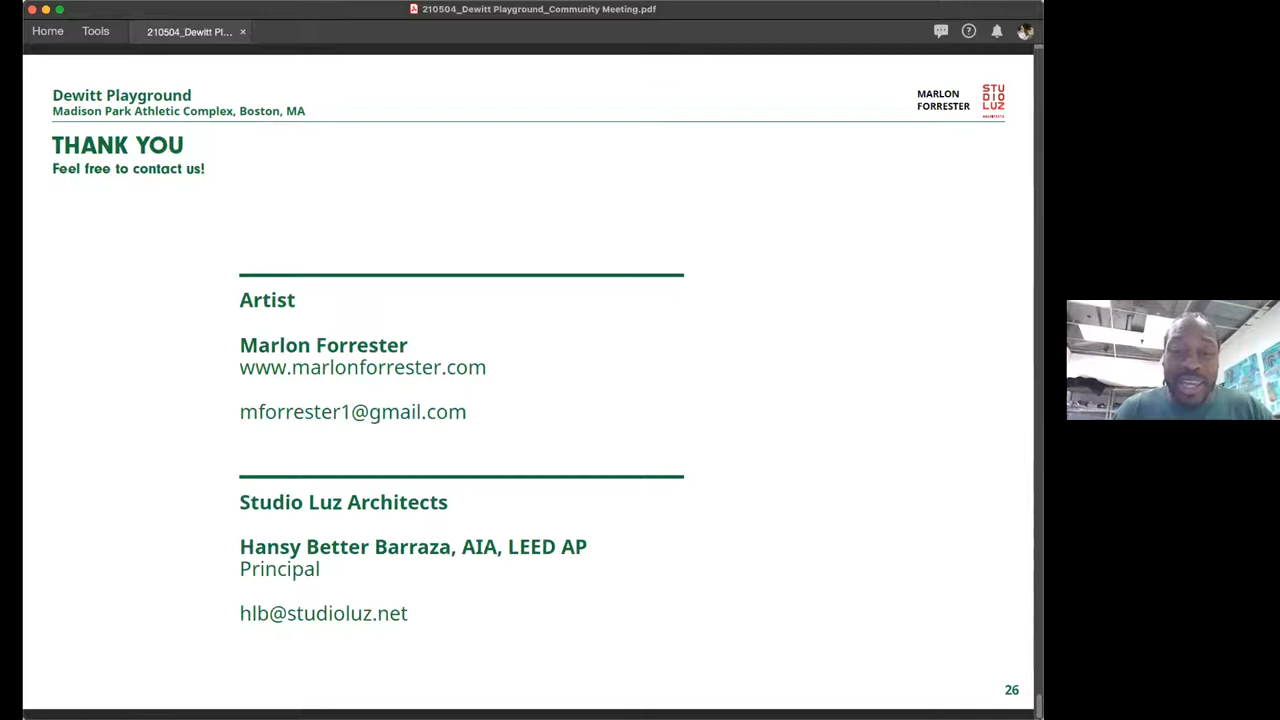 210504_Dewitt Playground_Community Meeting.pdf
Home
Tools
210504_Dewitt Pl... ×
Dewitt Playground
Madison Park Athletic Complex, Boston, MA
MARLON
FORRESTER
STU
DIO
LUZ
ARCHITECTS
THANK YOU
Feel free to contact us!
Artist
Marlon Forrester
www.marlonforrester.com
mforrester1@gmail.com
Studio Luz Architects
Hansy Better Barraza, AIA, LEED AP
Principal
hlb@studioluz.net
26